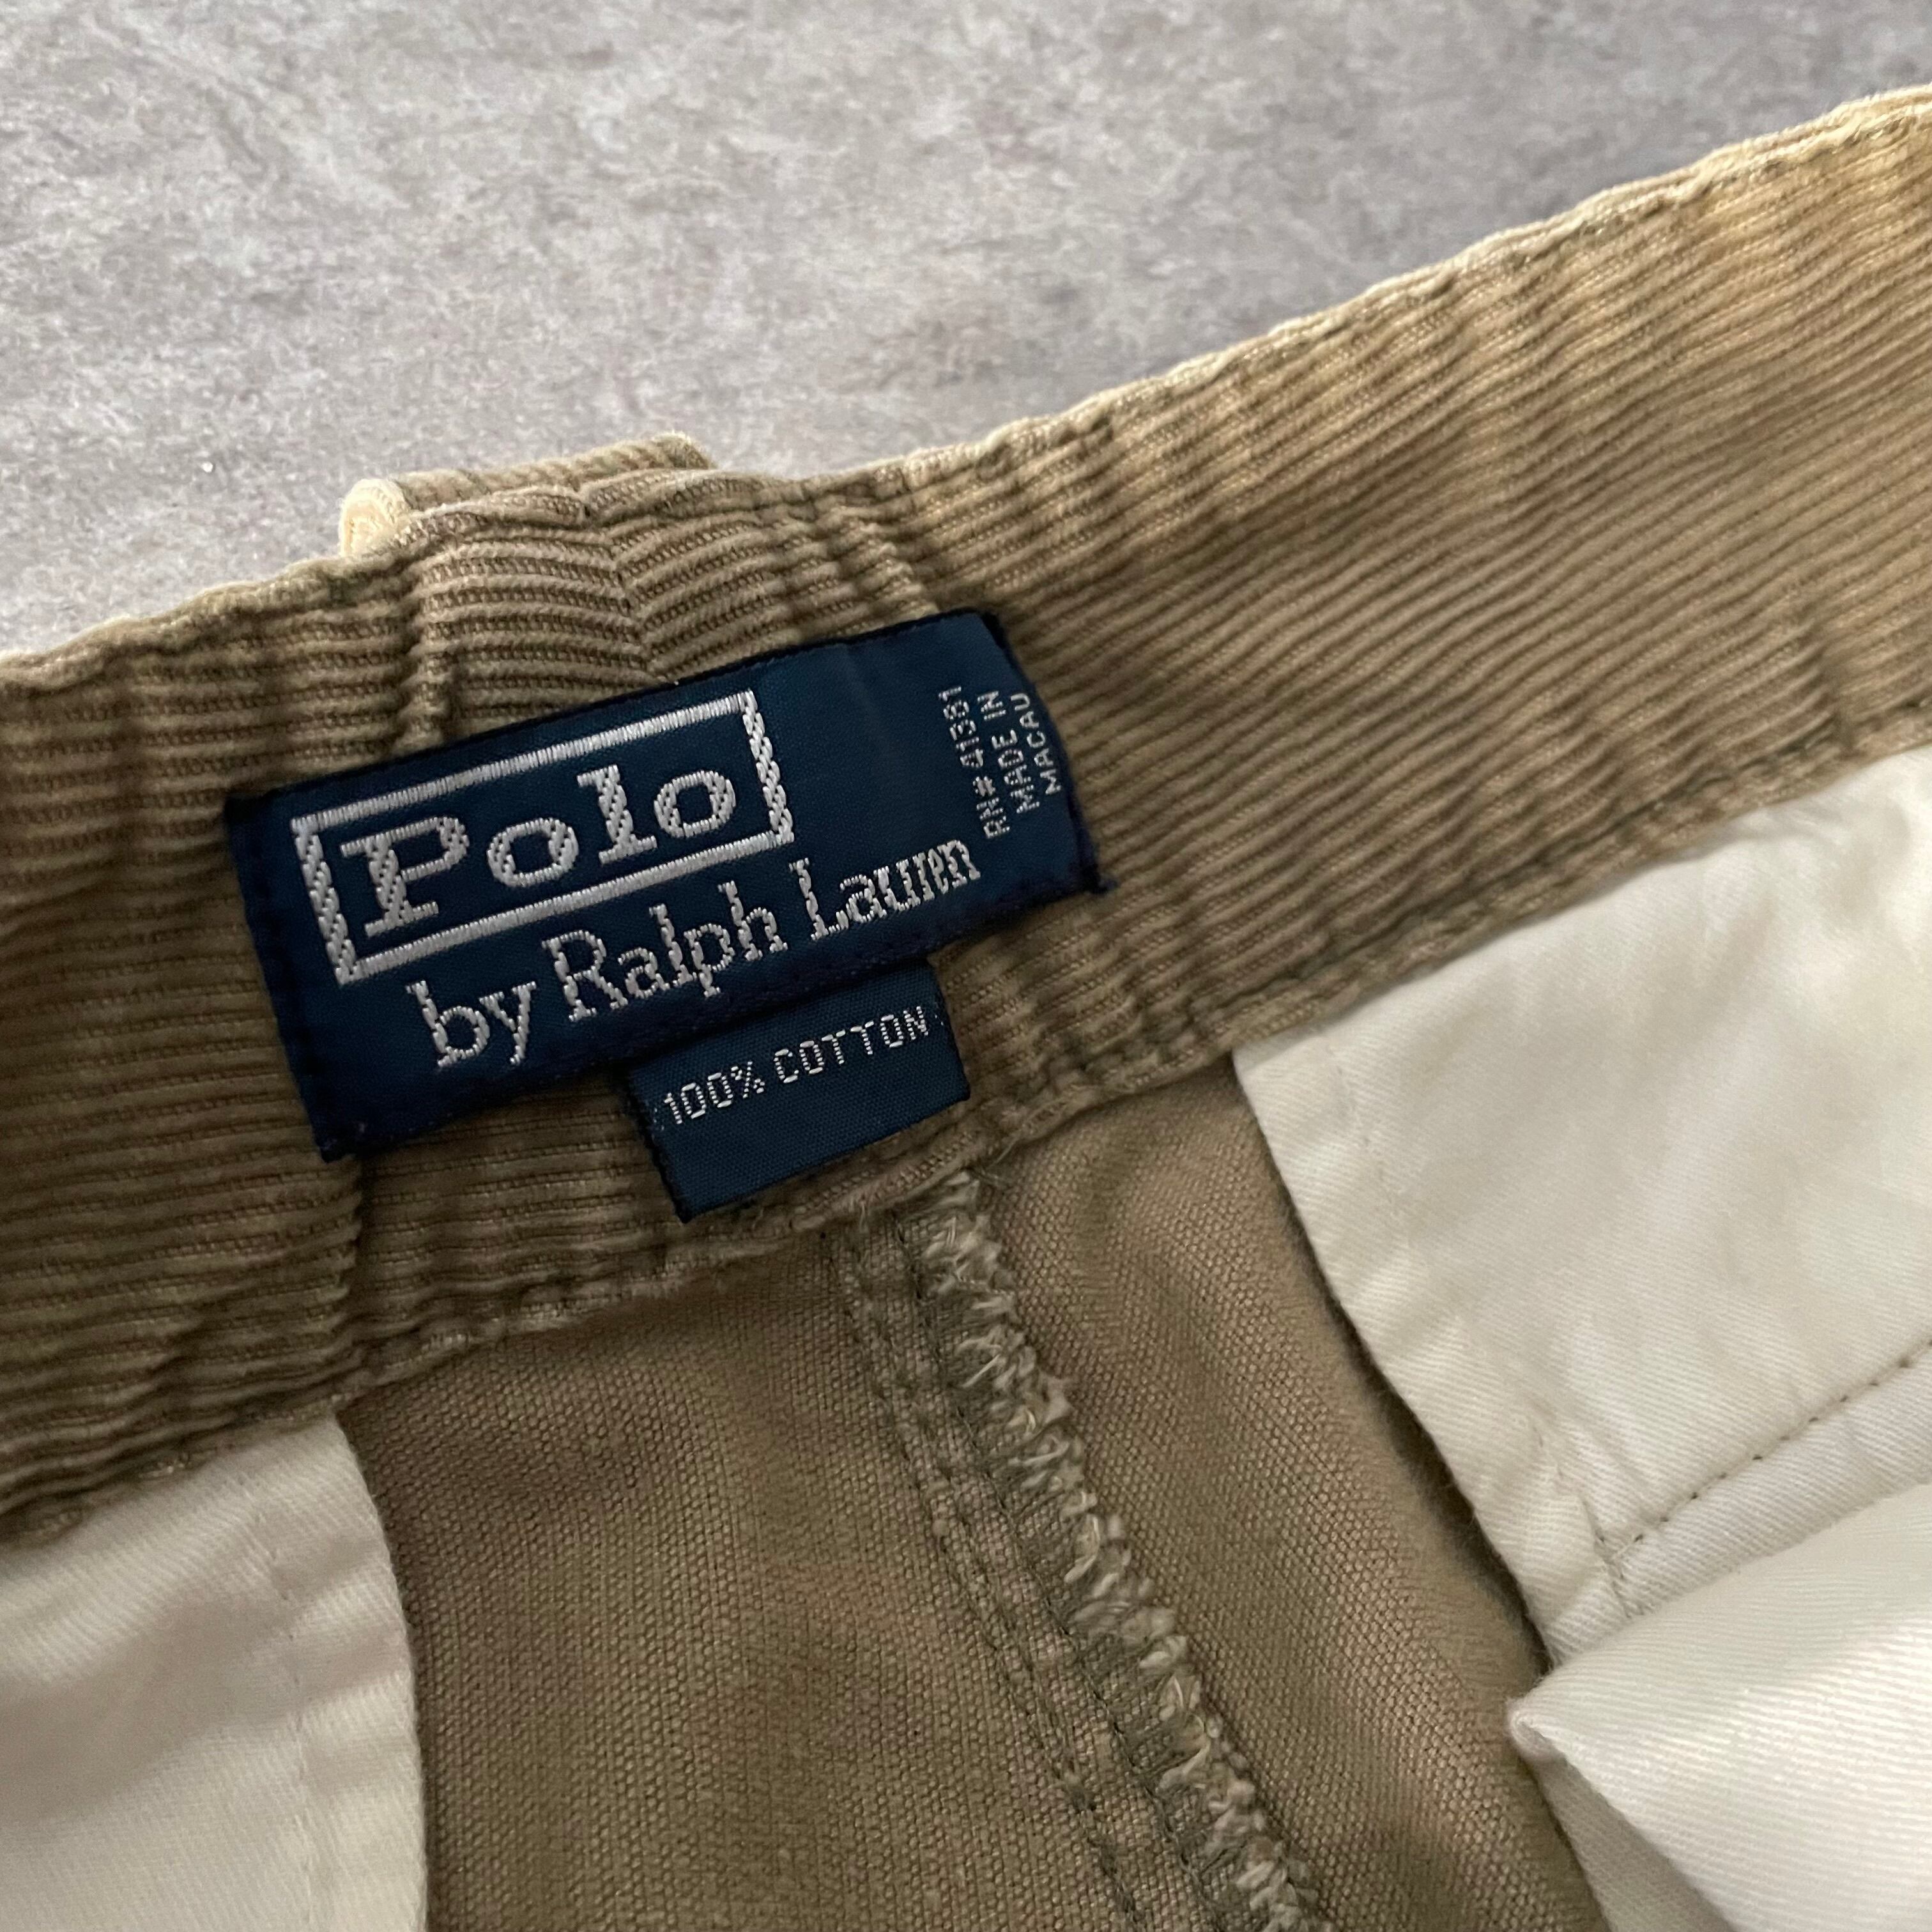 Polo
by Ralph Lauren
RN# 41381
MADE IN
MACAU
100% COTTON